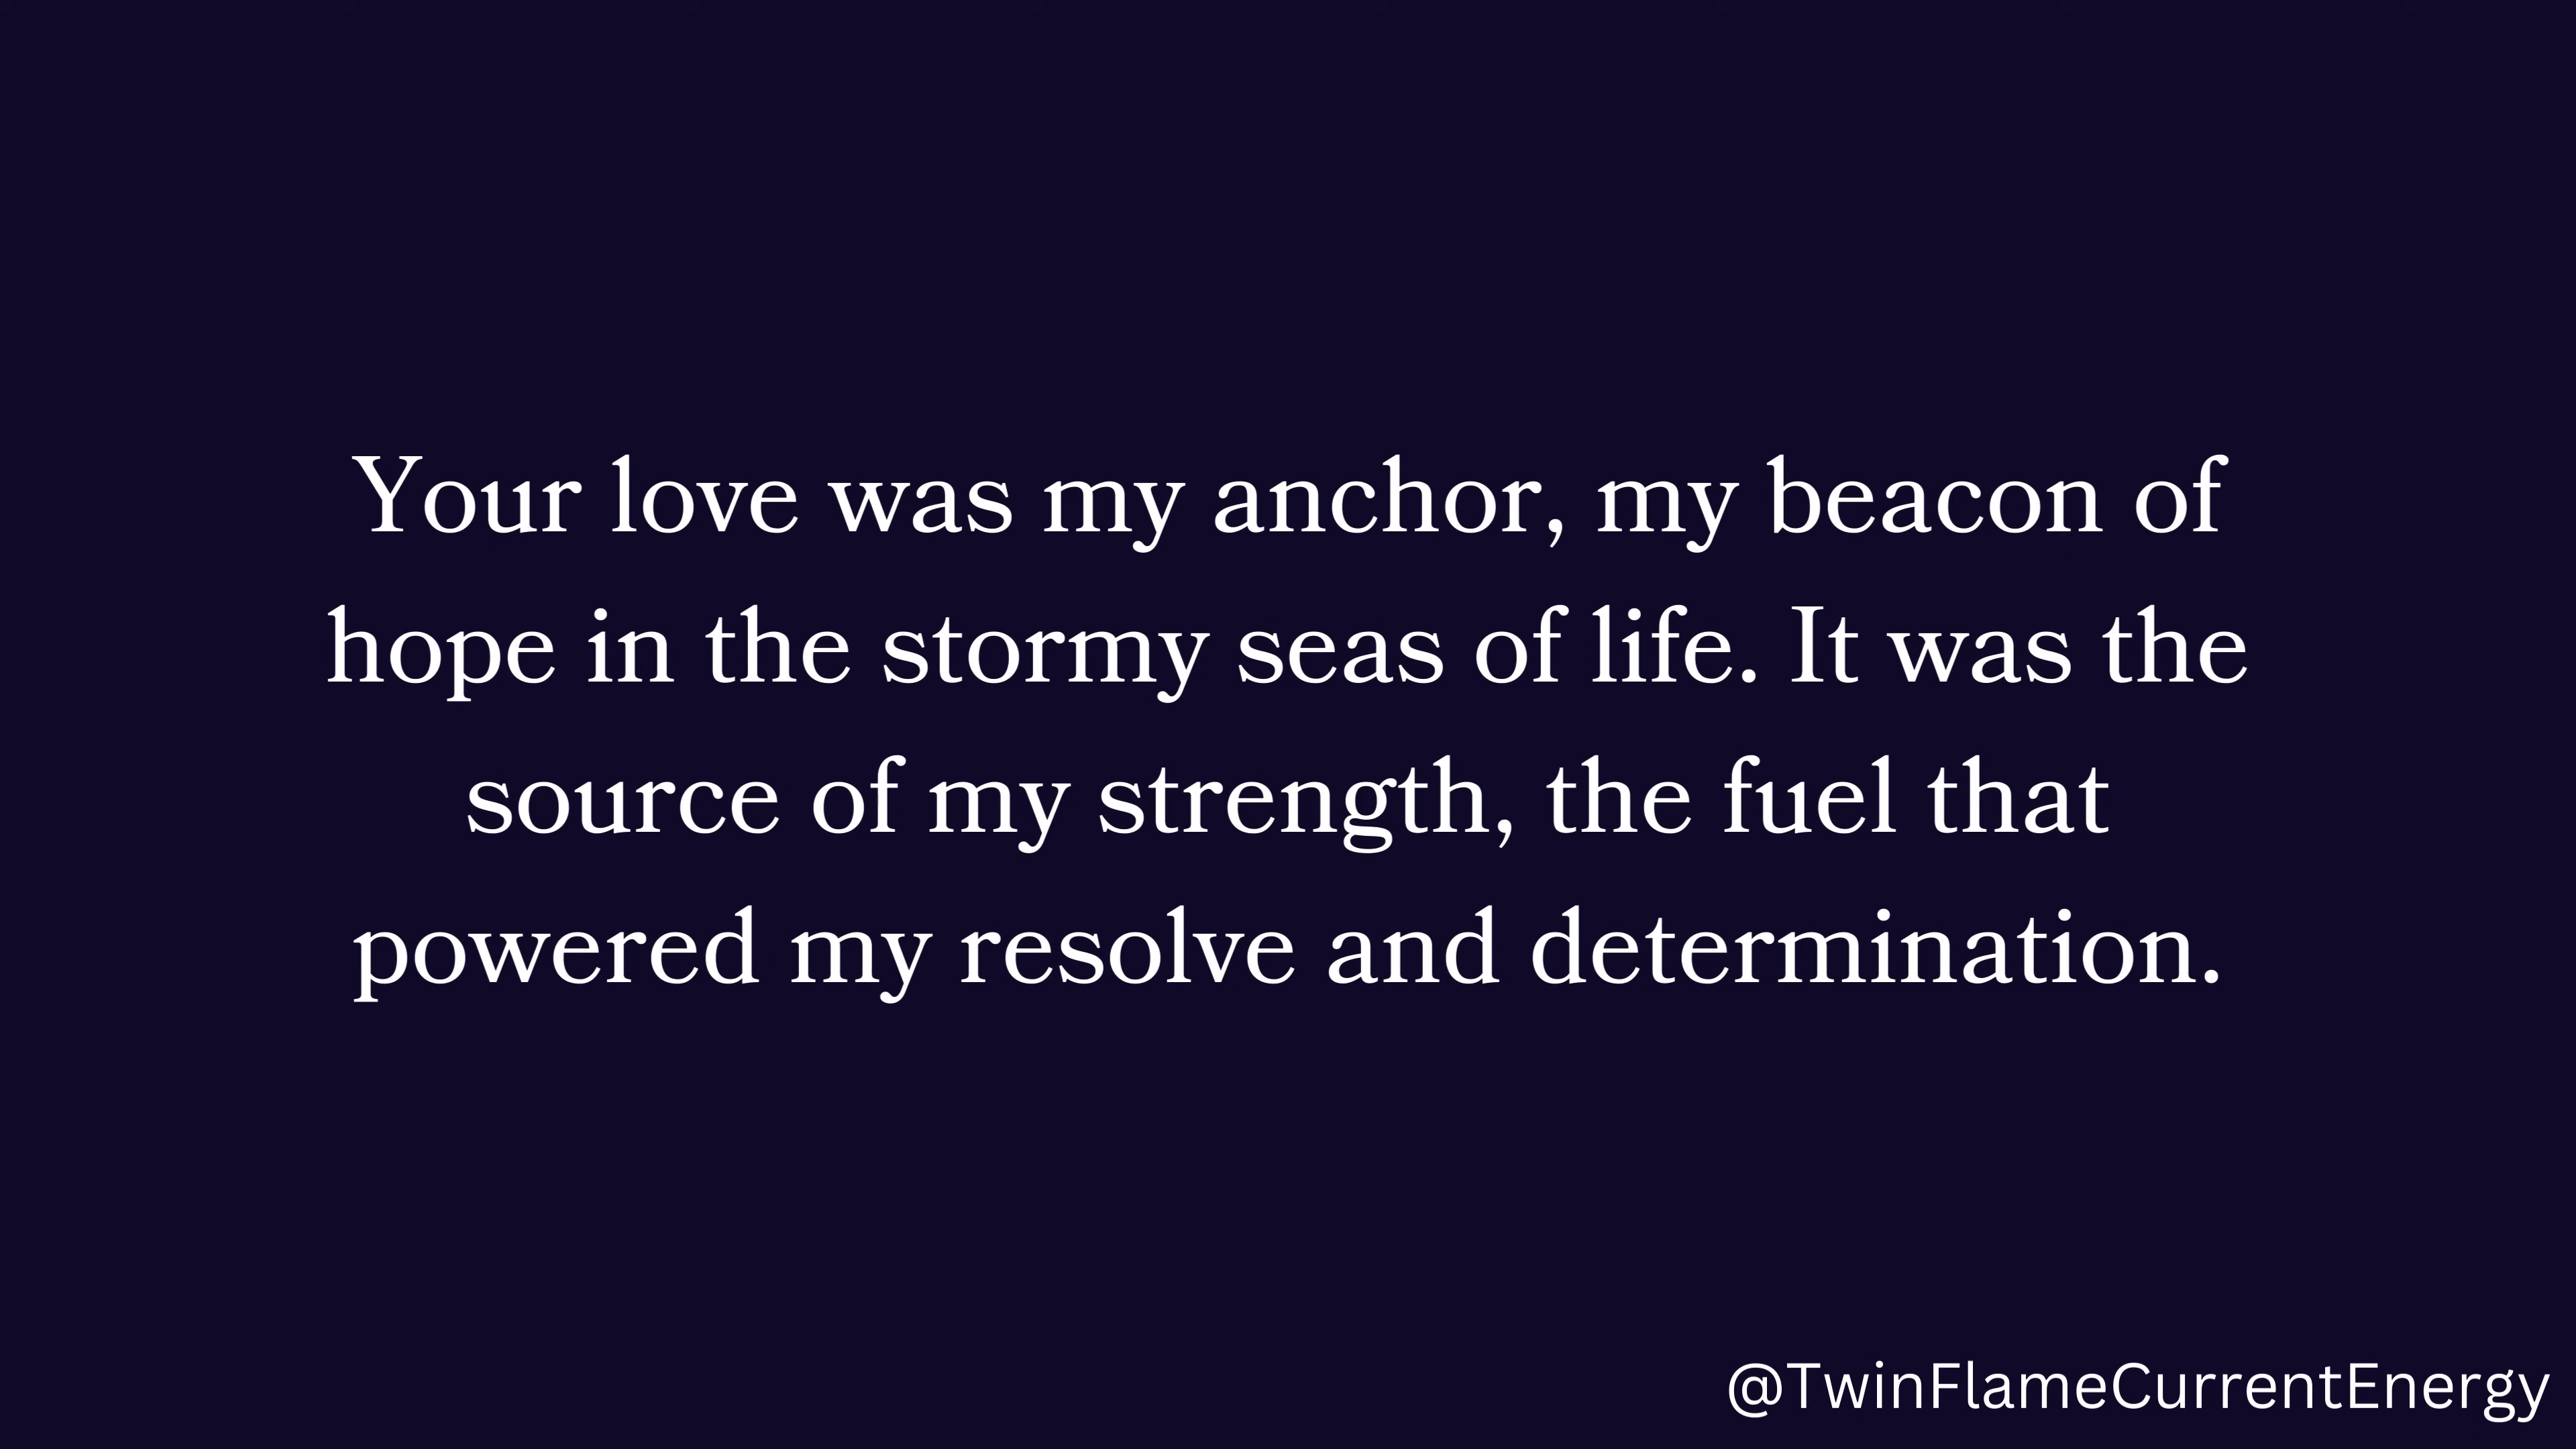 Your love was my anchor, my beacon of
hope in the stormy seas of life. It was the
source of my strength, the fuel that
powered my resolve and determination.
@TwinFlameCurrentEnergy